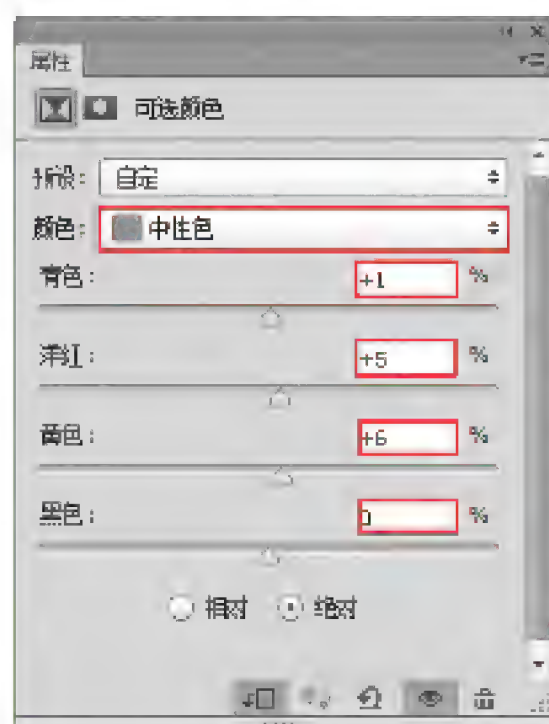 属性
可选颜色
预设： 自定
颜色： 中性色
青色： +1 %
洋红： +5 %
黄色： +6 %
黑色： 0 %
相对 绝对